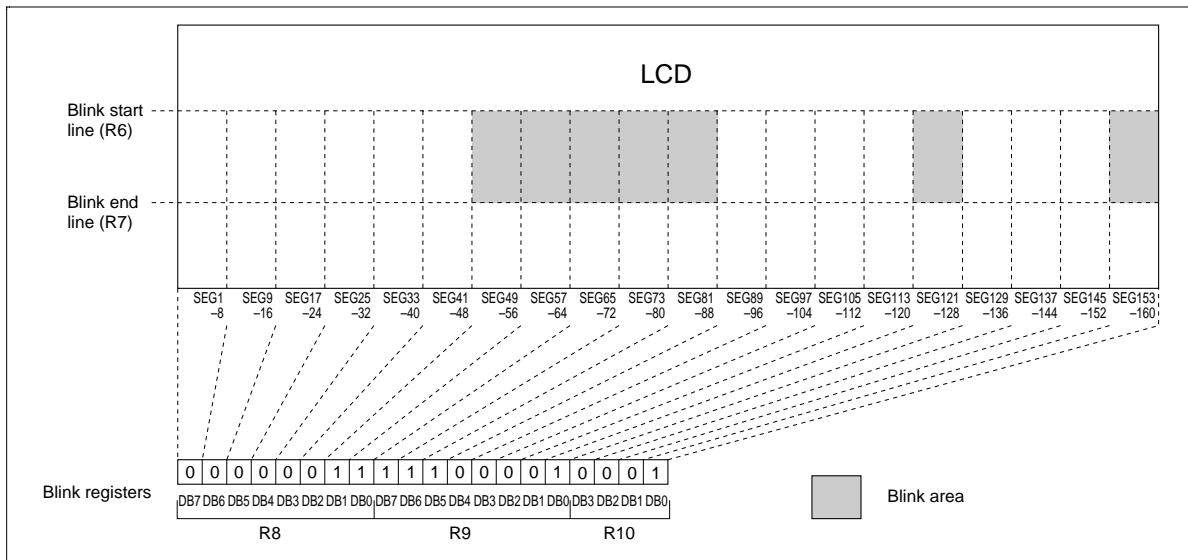 LCD
Blink start
line (R6)
Blink end
line (R7)
SEG1 SEG9 SEG17 SEG25 SEG33 SEG41 SEG49 SEG57 SEG65 SEG73 SEG81 SEG89 SEG97 SEG105 SEG113 SEG121 SEG129 SEG137 SEG145 SEG153
–8 –16 –24 –32 –40 –48 –56 –64 –72 –80 –88 –96 –104 –112 –120 –128 –136 –144 –152 –160
Blink registers
0 0 0 0 0 0 1 1 1 1 1 0 0 0 0 1 0 0 0 1
DB7 DB6 DB5 DB4 DB3 DB2 DB1 DB0 DB7 DB6 DB5 DB4 DB3 DB2 DB1 DB0 DB3 DB2 DB1 DB0
R8 R9 R10
Blink area